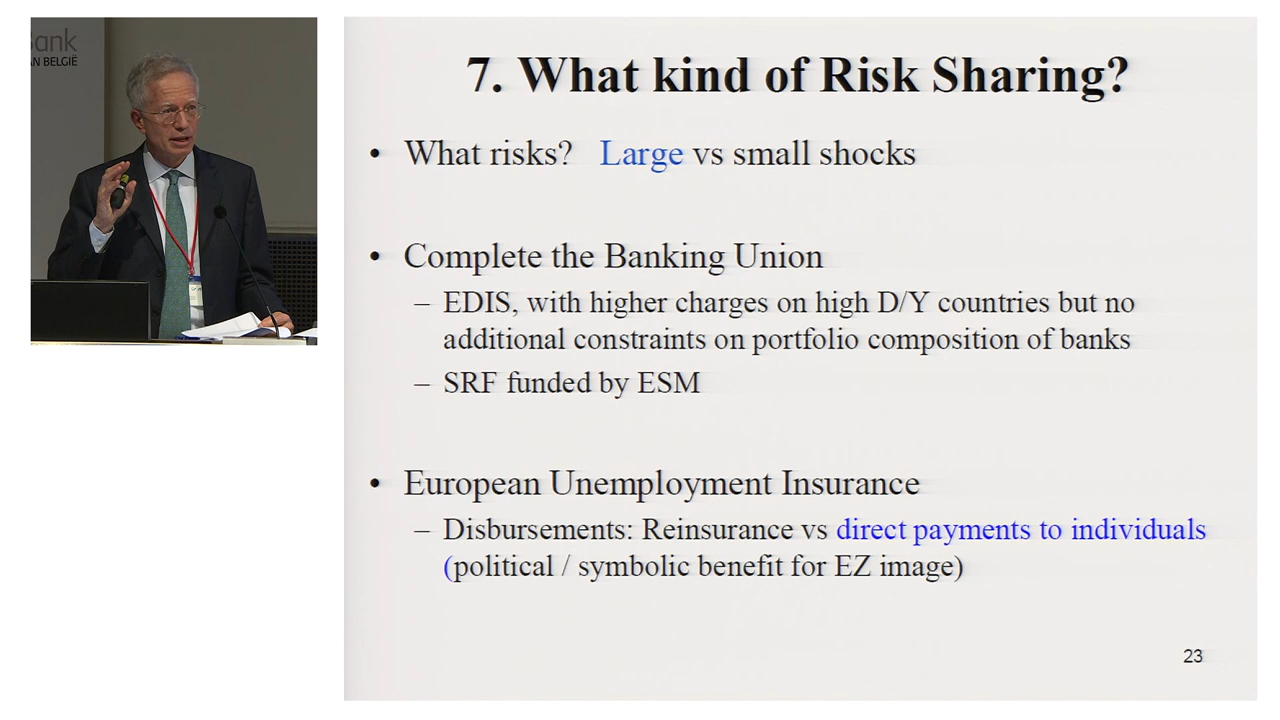 Bank
AN BELGIË
7. What kind of Risk Sharing?
• What risks? Large vs small shocks
• Complete the Banking Union
– EDIS, with higher charges on high D/Y countries but no
additional constraints on portfolio composition of banks
– SRF funded by ESM
• European Unemployment Insurance
– Disbursements: Reinsurance vs direct payments to individuals
(political / symbolic benefit for EZ image)
23